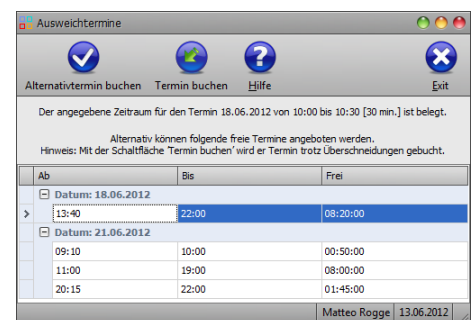 Ausweichtermine
Alternativtermin buchen Termin buchen Hilfe Exit
Der angegebene Zeitraum für den Termin 18.06.2012 von 10:00 bis 10:30 [30 min.] ist belegt.
Alternativ können folgende freie Termine angeboten werden.
Hinweis: Mit der Schaltfläche 'Termin buchen' wird er Termin trotz Überschneidungen gebucht.
Ab Bis Frei
Datum: 18.06.2012
13:40 22:00 08:20:00
Datum: 21.06.2012
09:10 10:00 00:50:00
11:00 19:00 08:00:00
20:15 22:00 01:45:00
Matteo Rogge 13.06.2012